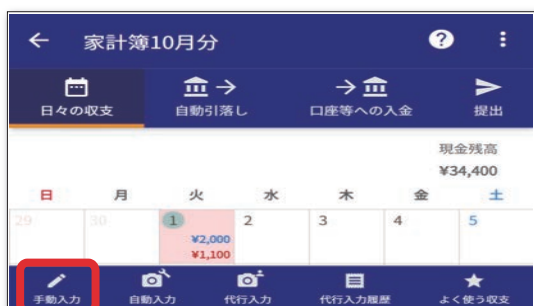 家計簿10月分 ?
日々の収支 自動引落し 口座等への入金 提出
現金残高
¥34,400
日 月 火 水 木 金 土
29 30 1 2 3 4 5
¥2,000
¥1,100
手動入力 自動入力 代行入力 代行入力履歴 よく使う収支